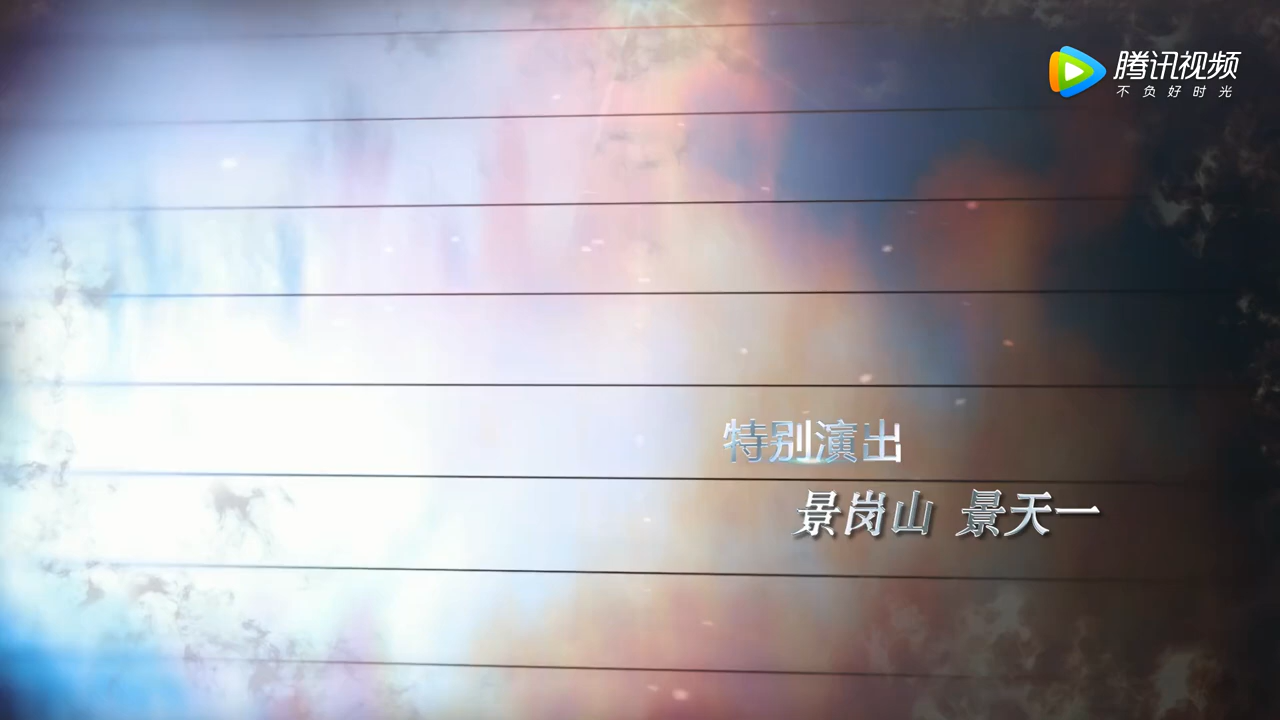 腾讯视频
不负好时光
特别演出
景岗山 景天一